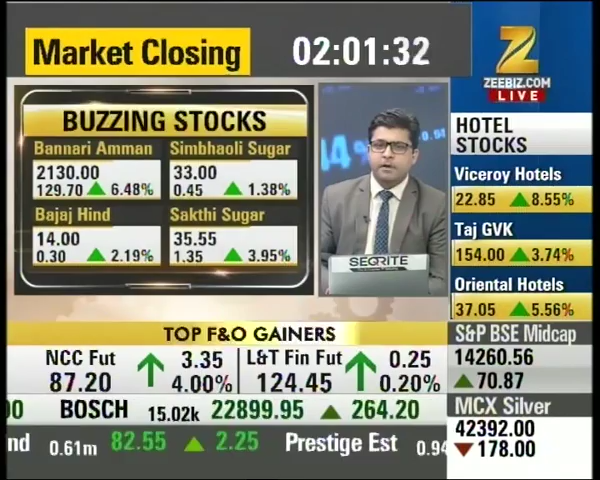 Market Closing
02:01:32
ZEEBIZ.COM
LIVE
BUZZING STOCKS
Bannari Amman
2130.00
129.70 6.48%
Simbhaoli Sugar
33.00
0.45 1.38%
Bajaj Hind
14.00
0.30 2.19%
Sakthi Sugar
35.55
1.35 3.95%
SEQRITE
HOTEL
STOCKS
Viceroy Hotels
22.85 8.55%
Taj GVK
154.00 3.74%
Oriental Hotels
37.05 5.56%
TOP F&O GAINERS
NCC Fut 3.35
87.20 4.00%
L&T Fin Fut 0.25
124.45 0.20%
S&P BSE Midcap
14260.56
70.87
MCX Silver
42392.00
178.00
00 BOSCH 15.02k 22899.95 264.20
nd 0.61m 82.55 2.25 Prestige Est 0.94